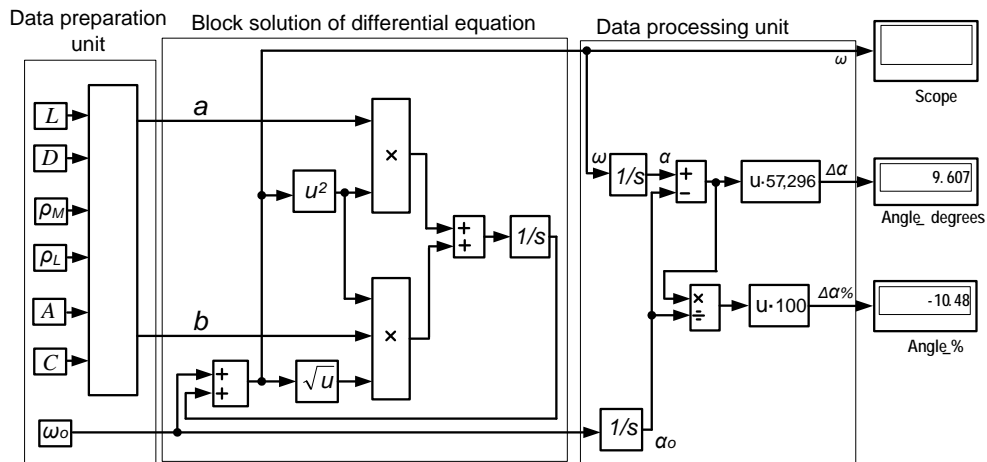 Data preparation
unit
Block solution of differential equation
Data processing unit
L
D
ρM
ρL
A
C
ωo
a
b
u²
√u
×
×
+
+
+
+
1/s
ω
ω
1/s
α
+
−
u·57,296
Δα
×
÷
u·100
Δα%
1/s
αo
Scope
9.607
Angle_ degrees
-10.48
Angle_%